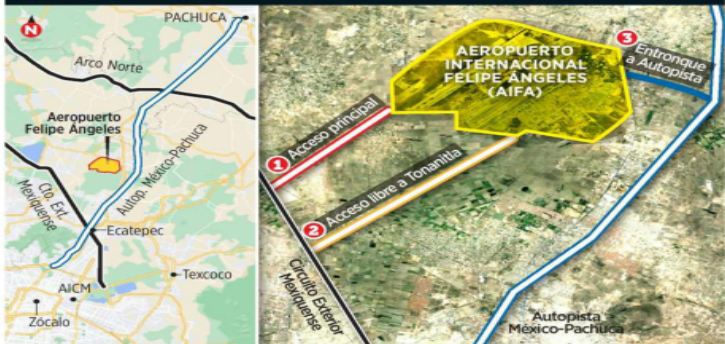 N
PACHUCA
Arco Norte
Aeropuerto
Felipe Ángeles
Autop. México-Pachuca
Cto. Ext.
Mexiquense
Ecatepec
Texcoco
AICM
Zócalo
AEROPUERTO
INTERNACIONAL
FELIPE ÁNGELES
(AIFA)
3
Entronque
a Autopista
1 Acceso principal
2 Acceso libre a Tonanitla
Circuito Exterior
Mexiquense
Autopista
México-Pachuca